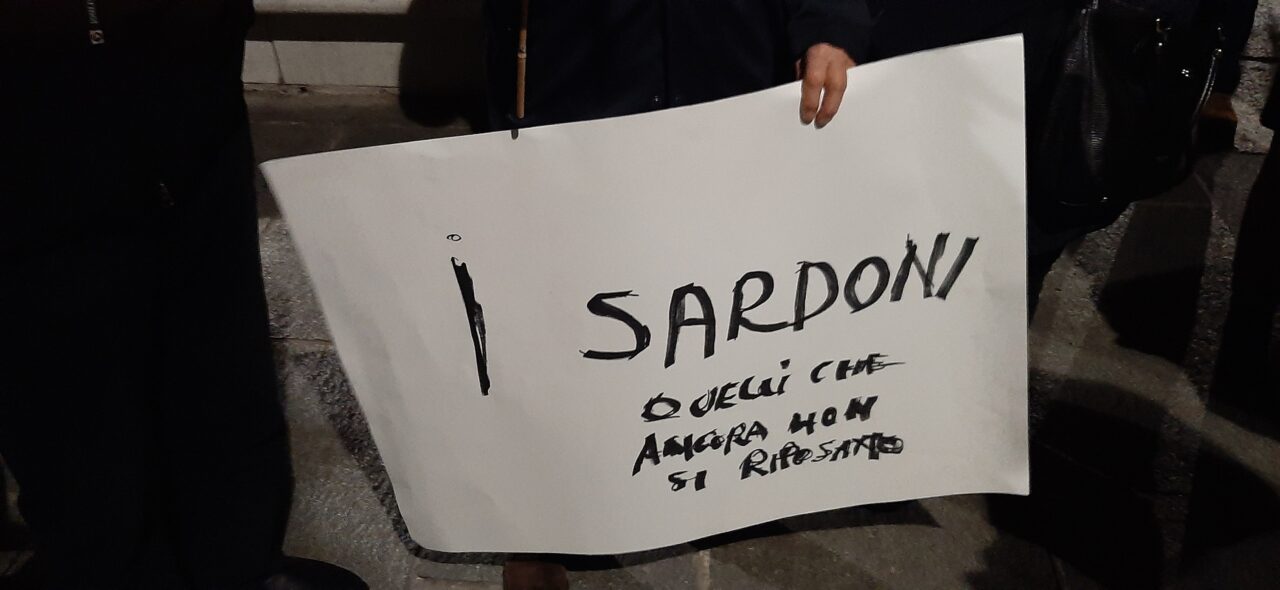 i SARDONI
QUELLI CHE
ANCORA NON
SI RIPOSANO